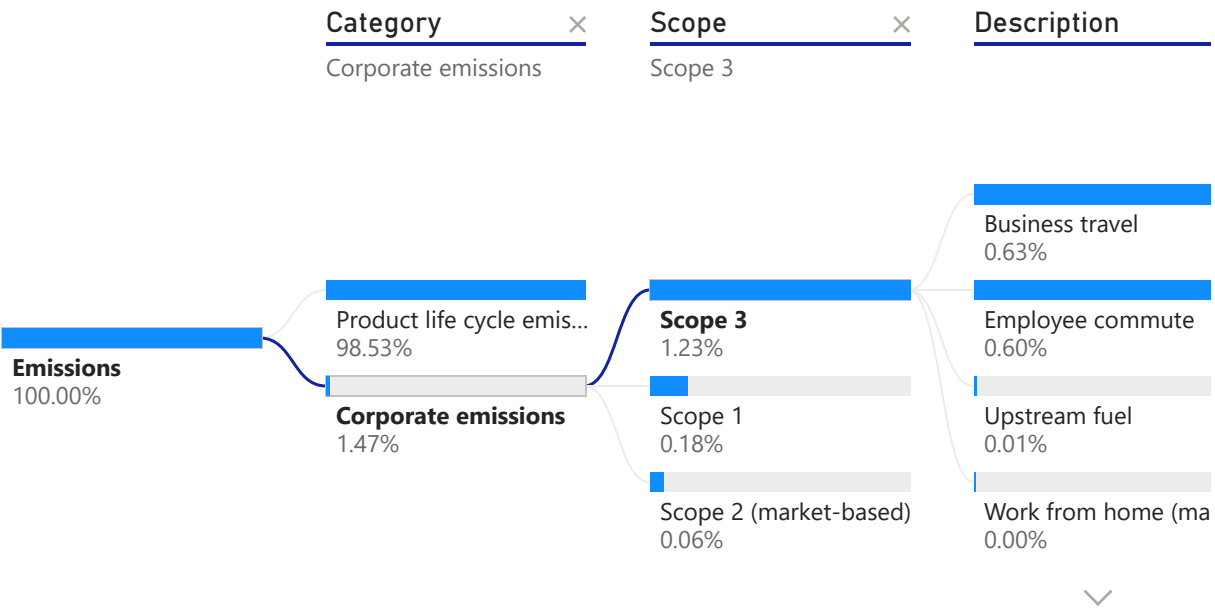 Category
Scope
Description
Corporate emissions
Scope 3
Emissions
100.00%
Product life cycle emis...
98.53%
Corporate emissions
1.47%
Scope 3
1.23%
Scope 1
0.18%
Scope 2 (market-based)
0.06%
Business travel
0.63%
Employee commute
0.60%
Upstream fuel
0.01%
Work from home (ma
0.00%